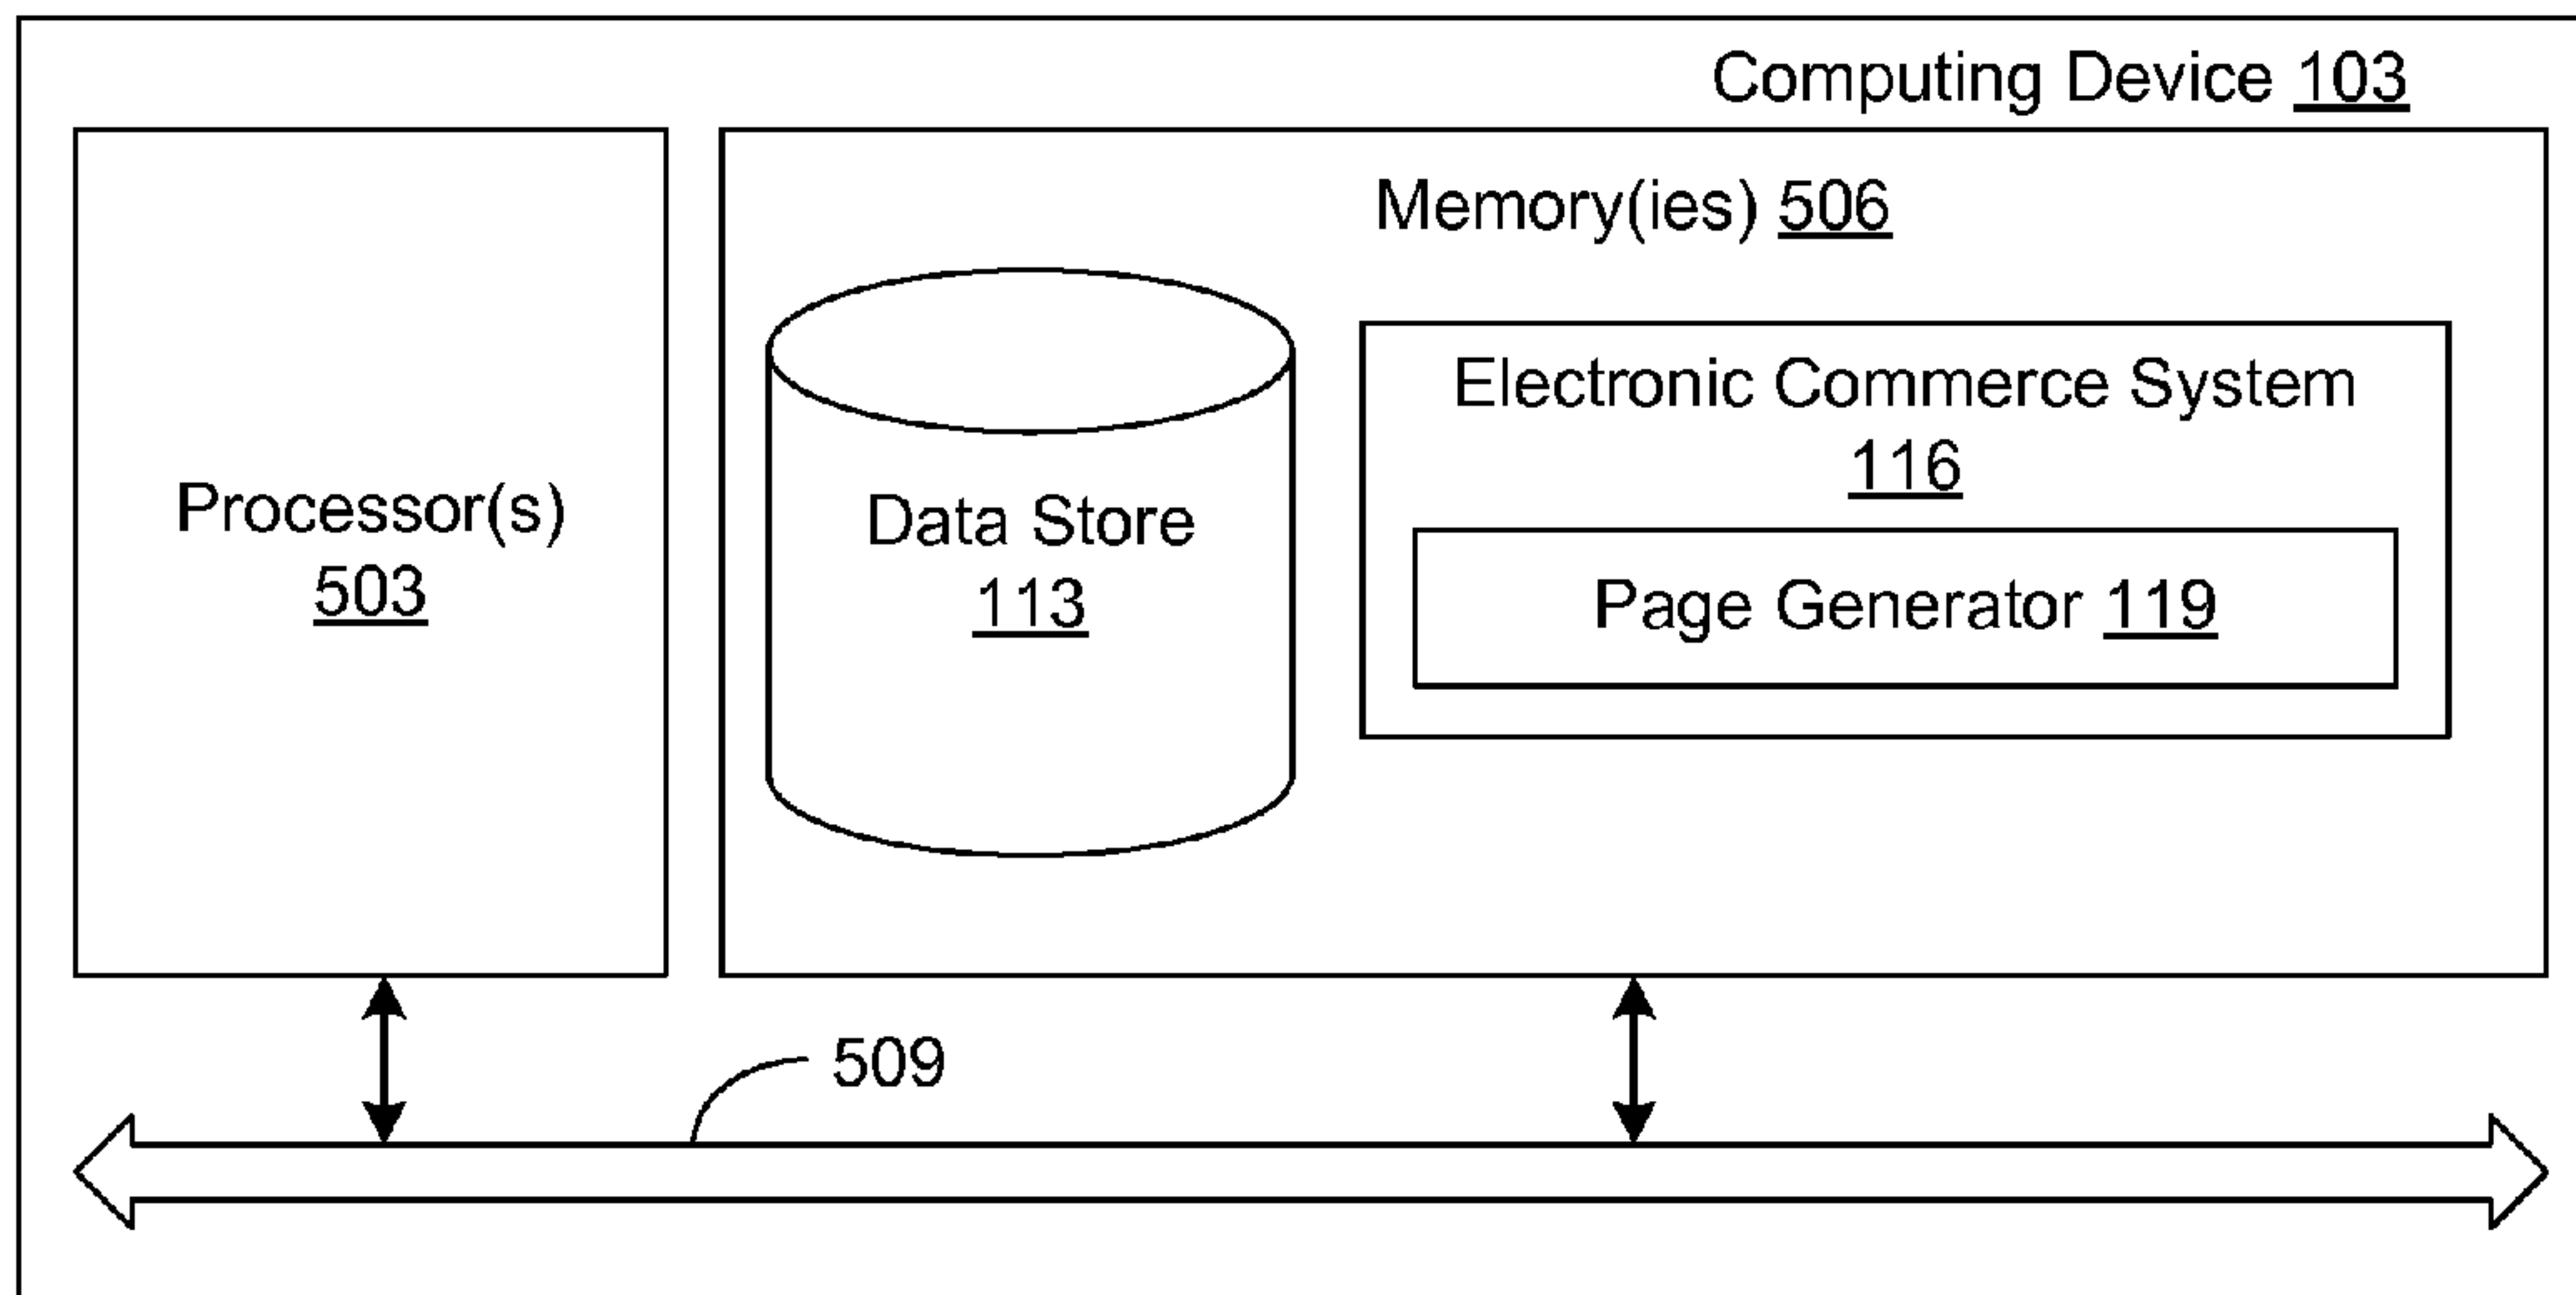 Computing Device 103
Memory(ies) 506
Processor(s)
503
Data Store
113
Electronic Commerce System
116
Page Generator 119
509